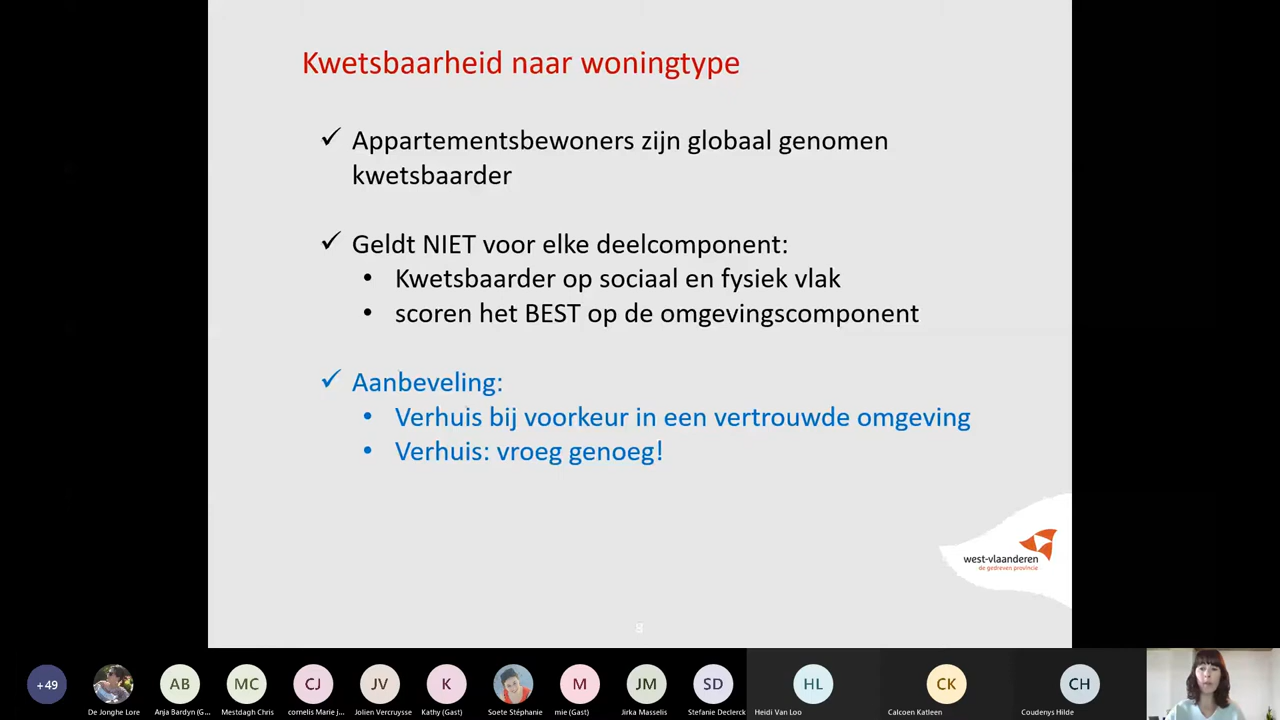 Kwetsbaarheid naar woningtype
✓ Appartementsbewoners zijn globaal genomen
kwetsbaarder
✓ Geldt NIET voor elke deelcomponent:
• Kwetsbaarder op sociaal en fysiek vlak
• scoren het BEST op de omgevingscomponent
✓ Aanbeveling:
• Verhuis bij voorkeur in een vertrouwde omgeving
• Verhuis: vroeg genoeg!
west-vlaanderen
de gedreven provincie
8
+49 AB MC CJ JV K M JM SD HL CK CH
De Jonghe Lore Anja Bardyn (G... Mestdagh Chris cornelis Marie j... Jolien Vercruysse Kathy (Gast) Soete Stéphanie mie (Gast) Jirka Masselis Stefanie Declerck Heidi Van Loo Calcoen Katleen Coudenys Hilde